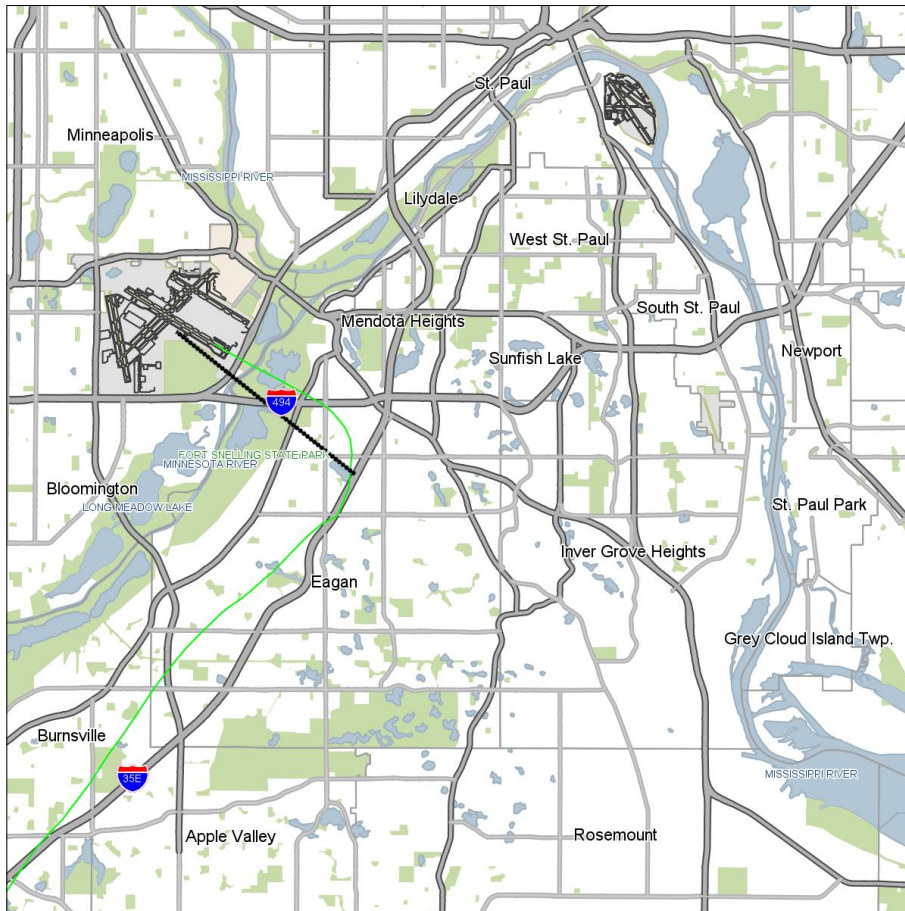 St. Paul
Minneapolis
MISSISSIPPI RIVER
Lilydale
West St. Paul
South St. Paul
Mendota Heights
Newport
Sunfish Lake
494
FORT SNELLING STATE PARK
MINNESOTA RIVER
Bloomington
LONG MEADOW LAKE
St. Paul Park
Inver Grove Heights
Eagan
Grey Cloud Island Twp.
Burnsville
35E
MISSISSIPPI RIVER
Apple Valley
Rosemount